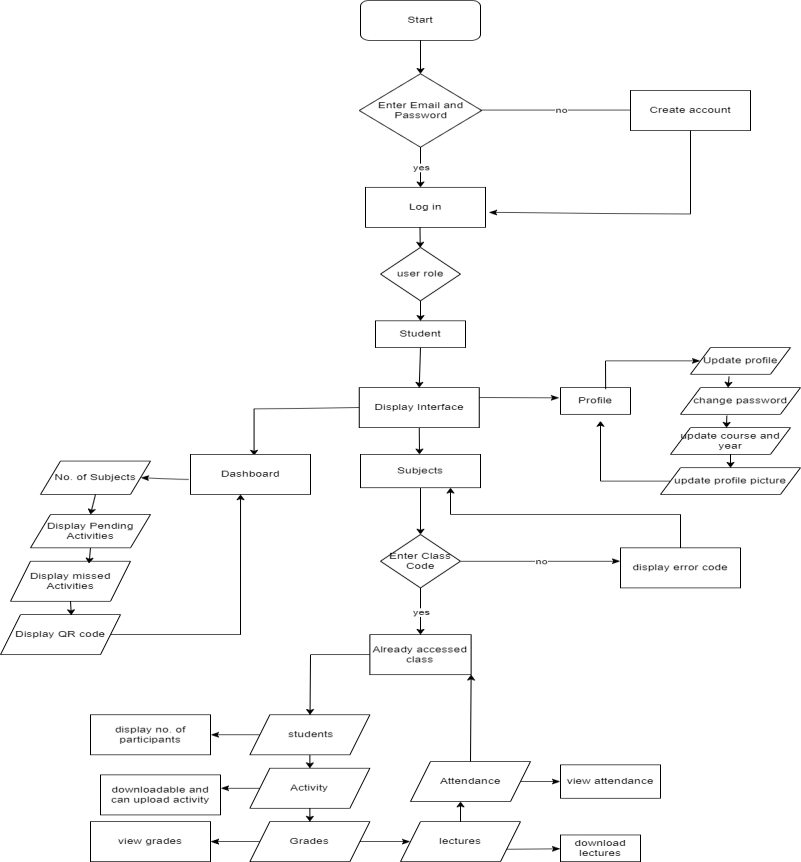 Start
Enter Email and
Password
no
Create account
yes
Log in
user role
Student
Update profile
Display Interface
Profile
change password
update course and
year
Dashboard
Subjects
No. of Subjects
update profile picture
Display Pending
Activities
Enter Class
Code
no
display error code
Display missed
Activities
yes
Display QR code
Already accessed
class
display no. of
participants
students
downloadable and
can upload activity
Activity
Attendance
view attendance
view grades
Grades
lectures
download
lectures